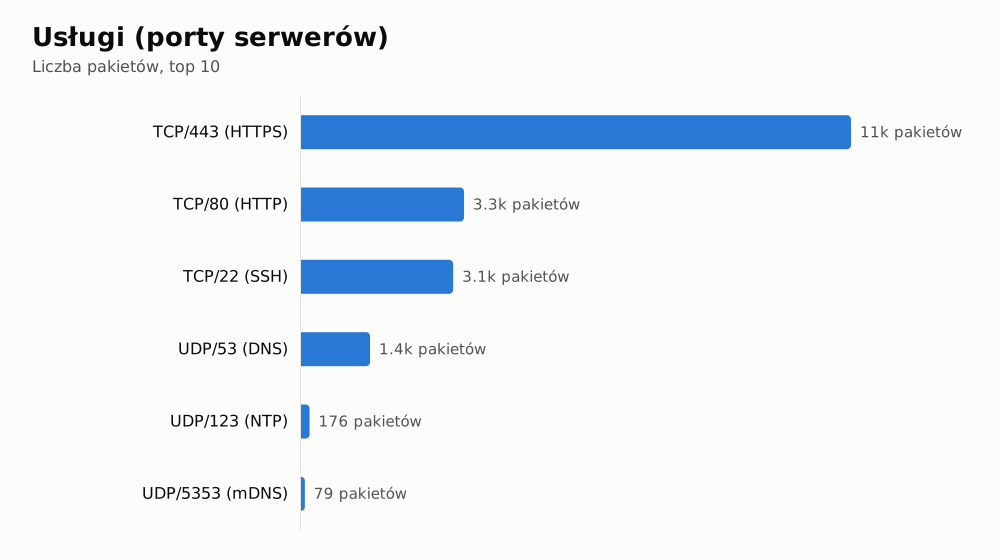 Usługi (porty serwerów)
Liczba pakietów, top 10
TCP/443 (HTTPS) 11k pakietów
TCP/80 (HTTP) 3.3k pakietów
TCP/22 (SSH) 3.1k pakietów
UDP/53 (DNS) 1.4k pakietów
UDP/123 (NTP) 176 pakietów
UDP/5353 (mDNS) 79 pakietów